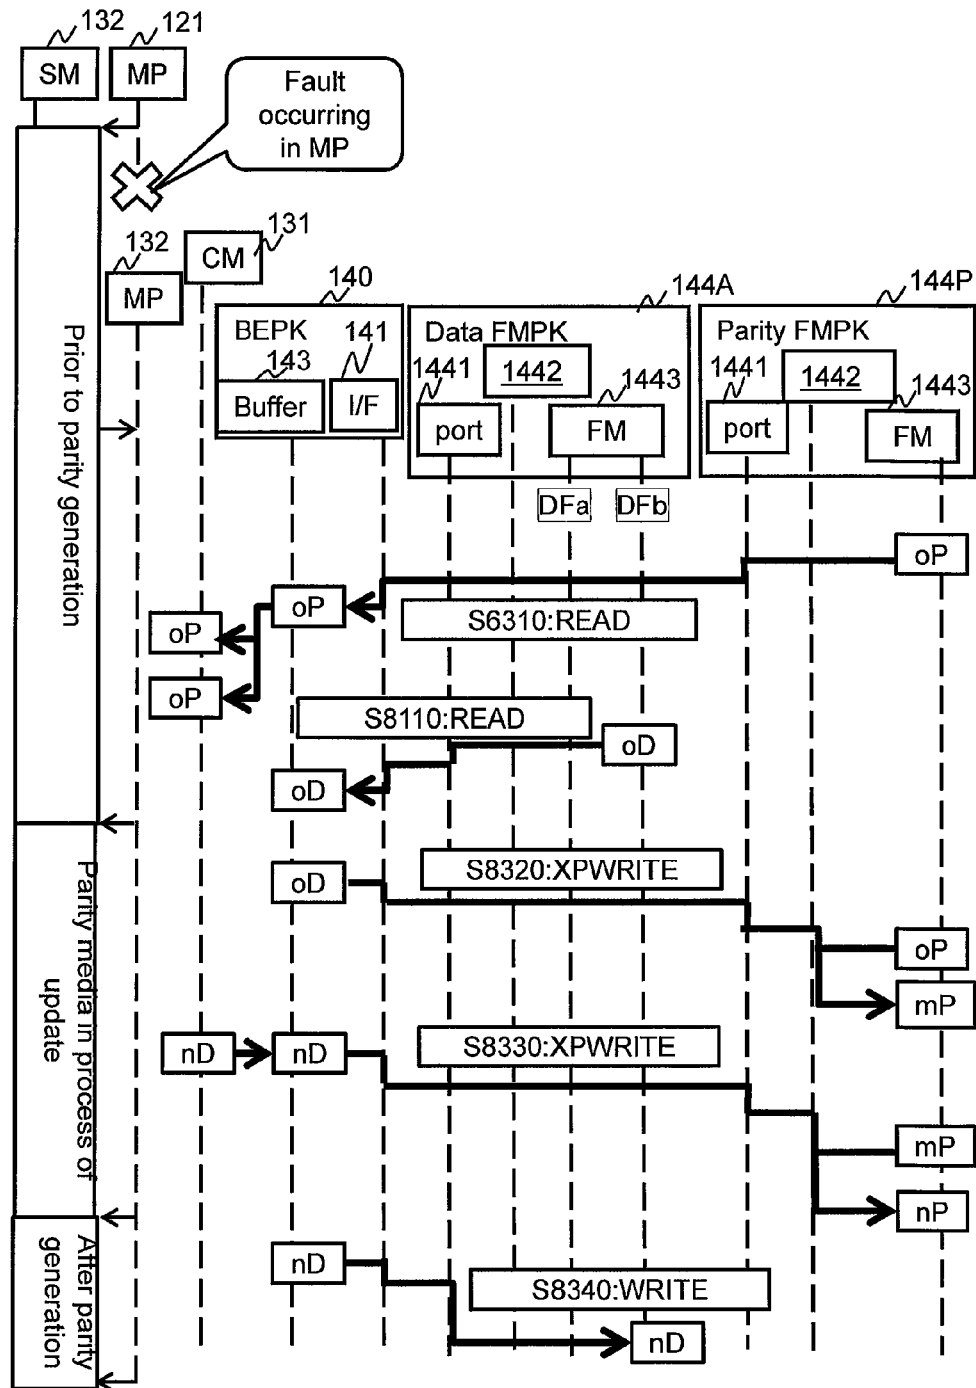 132
121
SM
MP
Fault
occurring
in MP
131
132
CM
MP
140
144A
144P
BEPK
141
Data FMPK
Parity FMPK
143
1441
1442
1443
1441
1442
1443
Buffer
I/F
port
FM
port
FM
DFa
DFb
Prior to parity generation
oP
oP
S6310:READ
oP
oP
S8110:READ
oD
oD
Parity media in process of
update
oD
S8320:XPWRITE
oP
mP
nD
nD
S8330:XPWRITE
mP
nP
After parity
generation
nD
S8340:WRITE
nD